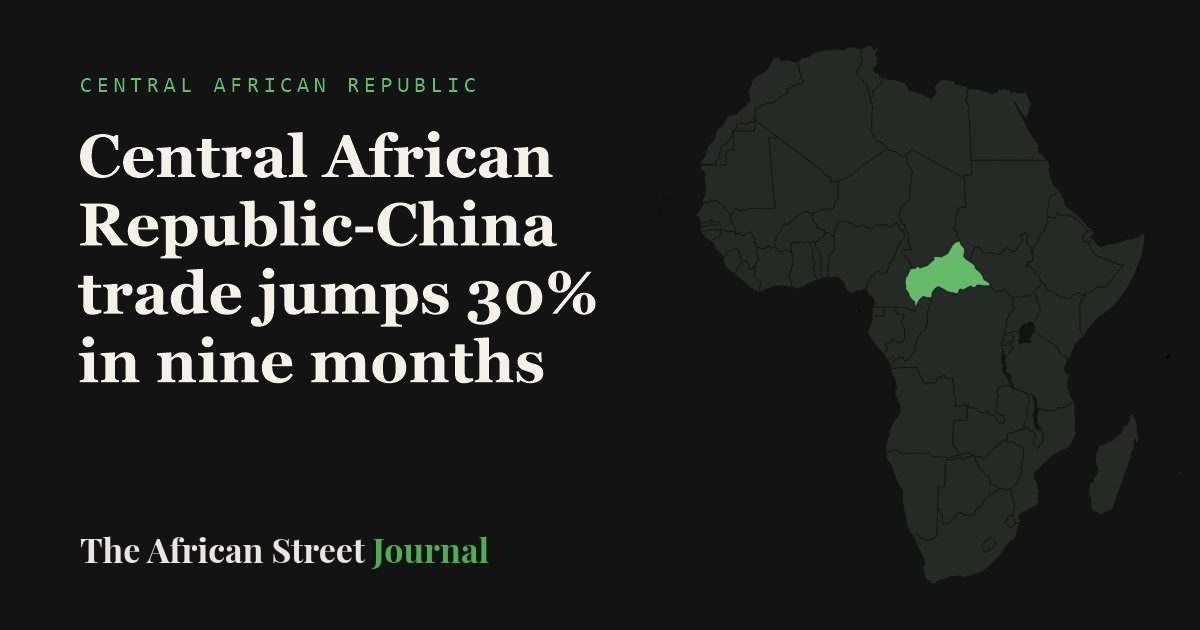 CENTRAL AFRICAN REPUBLIC
Central African
Republic-China
trade jumps 30%
in nine months
The African Street Journal